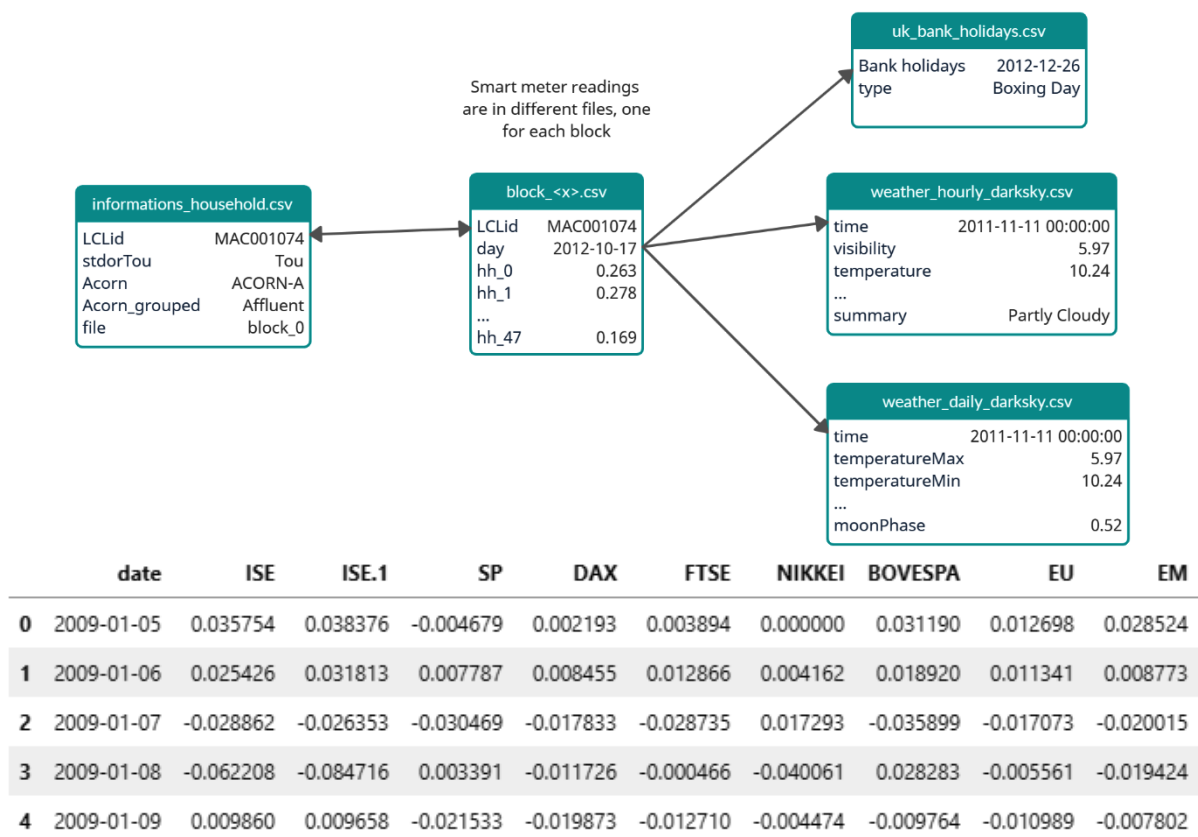 uk_bank_holidays.csv
Bank holidays 2012-12-26
type Boxing Day
Smart meter readings
are in different files, one
for each block
informations_household.csv
LCLid MAC001074
stdorTou Tou
Acorn ACORN-A
Acorn_grouped Affluent
file block_0
block_<x>.csv
LCLid MAC001074
day 2012-10-17
hh_0 0.263
hh_1 0.278
...
hh_47 0.169
weather_hourly_darksky.csv
time 2011-11-11 00:00:00
visibility 5.97
temperature 10.24
...
summary Partly Cloudy
weather_daily_darksky.csv
time 2011-11-11 00:00:00
temperatureMax 5.97
temperatureMin 10.24
...
moonPhase 0.52
date ISE ISE.1 SP DAX FTSE NIKKEI BOVESPA EU EM
0 2009-01-05 0.035754 0.038376 -0.004679 0.002193 0.003894 0.000000 0.031190 0.012698 0.028524
1 2009-01-06 0.025426 0.031813 0.007787 0.008455 0.012866 0.004162 0.018920 0.011341 0.008773
2 2009-01-07 -0.028862 -0.026353 -0.030469 -0.017833 -0.028735 0.017293 -0.035899 -0.017073 -0.020015
3 2009-01-08 -0.062208 -0.084716 0.003391 -0.011726 -0.000466 -0.040061 0.028283 -0.005561 -0.019424
4 2009-01-09 0.009860 0.009658 -0.021533 -0.019873 -0.012710 -0.004474 -0.009764 -0.010989 -0.007802